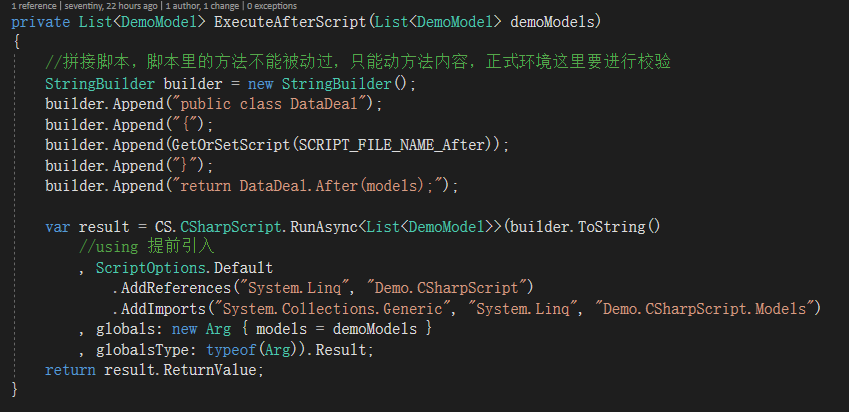 1 reference | seventiny, 22 hours ago | 1 author, 1 change | 0 exceptions
private List<DemoModel> ExecuteAfterScript(List<DemoModel> demoModels)
{
//拼接脚本，脚本里的方法不能被动过，只能动方法内容，正式环境这里要进行校验
StringBuilder builder = new StringBuilder();
builder.Append("public class DataDeal");
builder.Append("{");
builder.Append(GetOrSetScript(SCRIPT_FILE_NAME_After));
builder.Append("}");
builder.Append("return DataDeal.After(models);");
var result = CS.CSharpScript.RunAsync<List<DemoModel>>(builder.ToString()
//using 提前引入
, ScriptOptions.Default
.AddReferences("System.Linq", "Demo.CSharpScript")
.AddImports("System.Collections.Generic", "System.Linq", "Demo.CSharpScript.Models")
, globals: new Arg { models = demoModels }
, globalsType: typeof(Arg)).Result;
return result.ReturnValue;
}